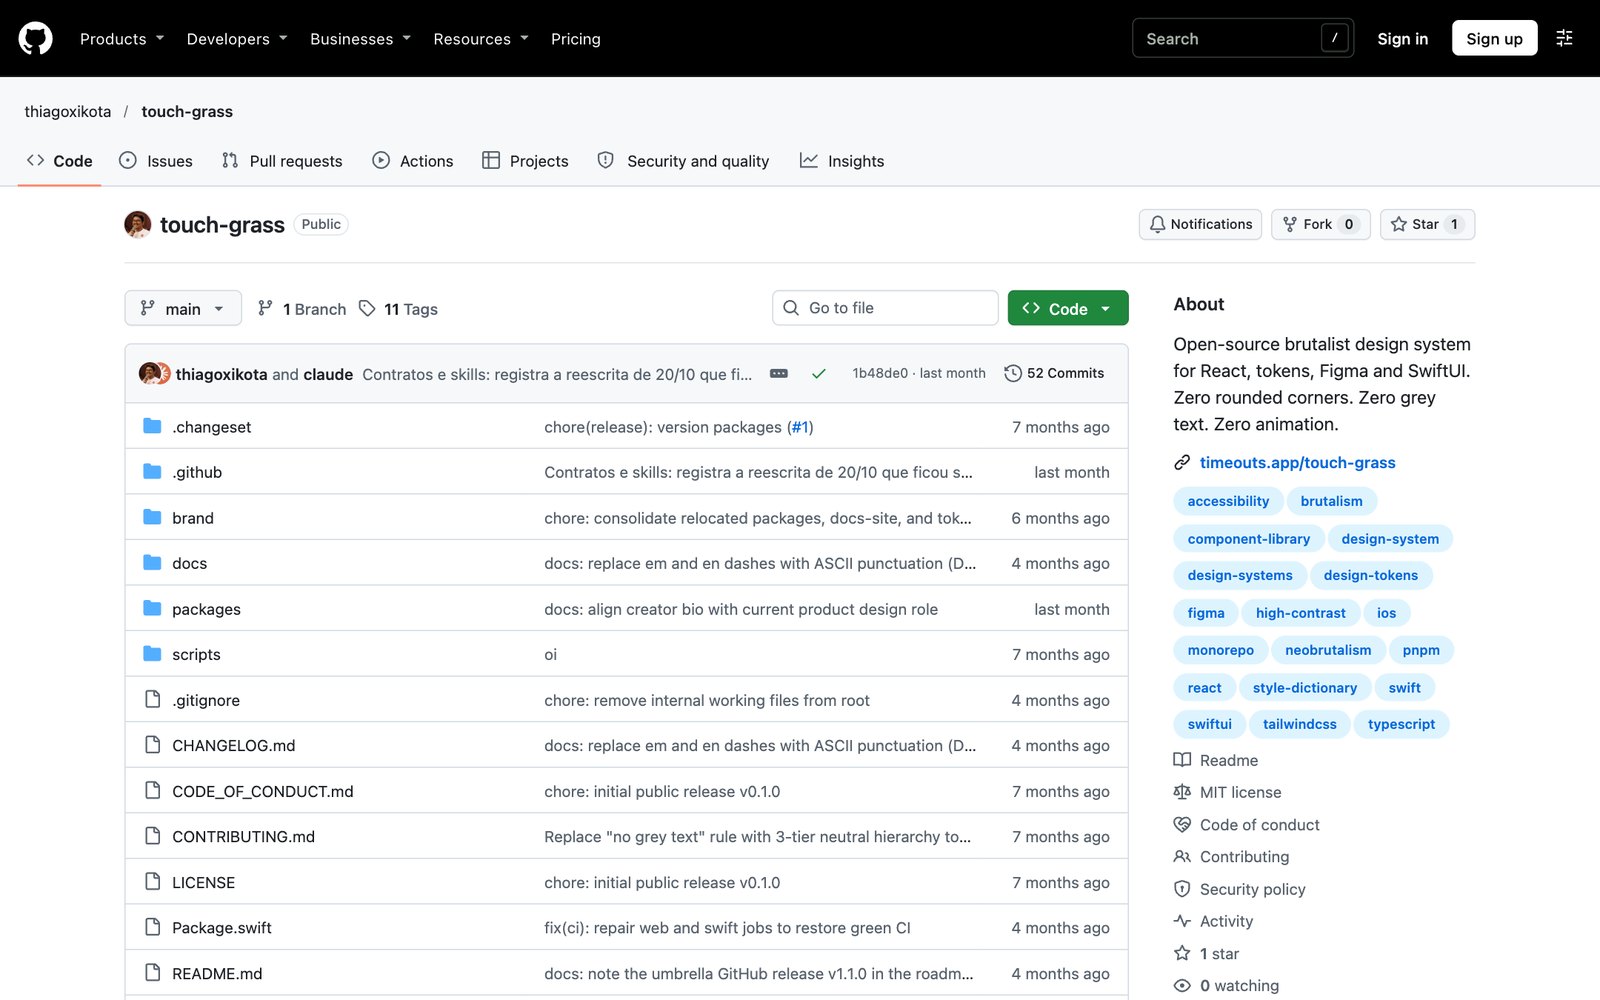 Products Developers Businesses Resources Pricing Search / Sign in Sign up
thiagoxikota / touch-grass
Code Issues Pull requests Actions Projects Security and quality Insights
touch-grass Public Notifications Fork 0 Star 1
main 1 Branch 11 Tags Go to file Code
thiagoxikota and claude Contratos e skills: registra a reescrita de 20/10 que fi... 1b48de0 · last month 52 Commits
.changeset chore(release): version packages (#1) 7 months ago
.github Contratos e skills: registra a reescrita de 20/10 que ficou s... last month
brand chore: consolidate relocated packages, docs-site, and tok... 6 months ago
docs docs: replace em and en dashes with ASCII punctuation (D... 4 months ago
packages docs: align creator bio with current product design role last month
scripts oi 7 months ago
.gitignore chore: remove internal working files from root 4 months ago
CHANGELOG.md docs: replace em and en dashes with ASCII punctuation (D... 4 months ago
CODE_OF_CONDUCT.md chore: initial public release v0.1.0 7 months ago
CONTRIBUTING.md Replace "no grey text" rule with 3-tier neutral hierarchy to... 7 months ago
LICENSE chore: initial public release v0.1.0 7 months ago
Package.swift fix(ci): repair web and swift jobs to restore green CI 4 months ago
README.md docs: note the umbrella GitHub release v1.1.0 in the roadm... 4 months ago
About
Open-source brutalist design system
for React, tokens, Figma and SwiftUI.
Zero rounded corners. Zero grey
text. Zero animation.
timeouts.app/touch-grass
accessibility brutalism
component-library design-system
design-systems design-tokens
figma high-contrast ios
monorepo neobrutalism pnpm
react style-dictionary swift
swiftui tailwindcss typescript
Readme
MIT license
Code of conduct
Contributing
Security policy
Activity
1 star
0 watching